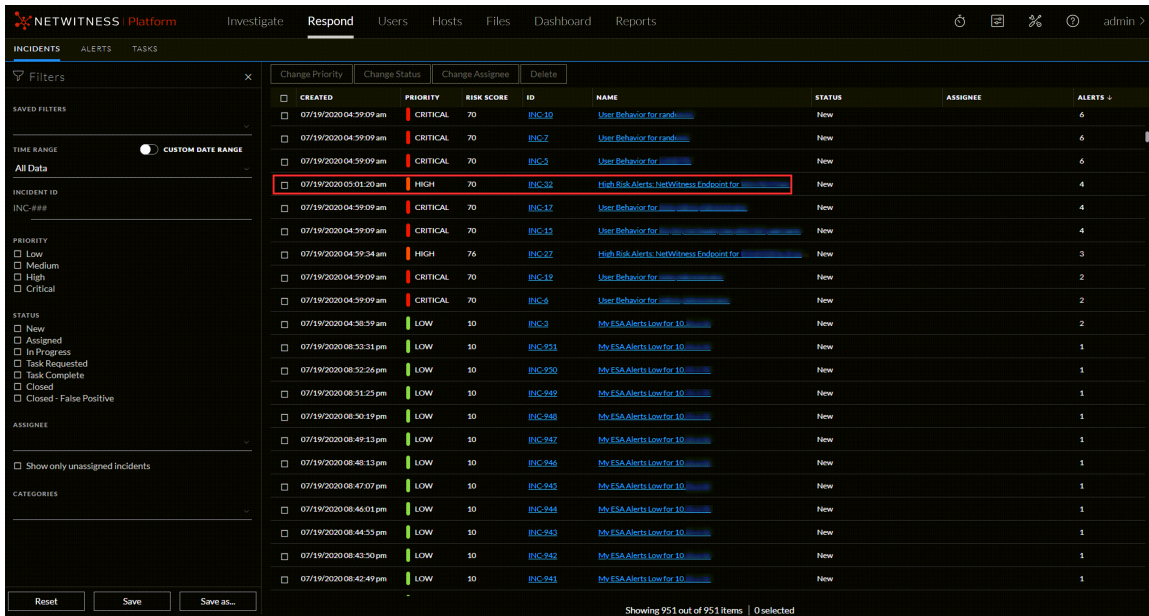 NETWITNESS Platform Investigate Respond Users Hosts Files Dashboard Reports admin >
INCIDENTS ALERTS TASKS
Filters ×
Change Priority Change Status Change Assignee Delete
SAVED FILTERS
TIME RANGE CUSTOM DATE RANGE
All Data
INCIDENT ID
INC-###
PRIORITY
Low
Medium
High
Critical
STATUS
New
Assigned
In Progress
Task Requested
Task Complete
Closed
Closed - False Positive
ASSIGNEE
Show only unassigned incidents
CATEGORIES
Reset Save Save as...
CREATED PRIORITY RISK SCORE ID NAME STATUS ASSIGNEE ALERTS ↓
07/19/2020 04:59:09 am CRITICAL 70 INC-10 User Behavior for New 6
07/19/2020 04:59:09 am CRITICAL 70 INC-7 User Behavior for New 6
07/19/2020 04:59:09 am CRITICAL 70 INC-5 User Behavior for New 6
07/19/2020 05:01:20 am HIGH 70 INC-32 High Risk Alerts: NetWitness Endpoint for New 4
07/19/2020 04:59:09 am CRITICAL 70 INC-17 User Behavior for New 4
07/19/2020 04:59:09 am CRITICAL 70 INC-15 User Behavior for New 4
07/19/2020 04:59:34 am HIGH 76 INC-27 High Risk Alerts: NetWitness Endpoint for New 3
07/19/2020 04:59:09 am CRITICAL 70 INC-19 User Behavior for New 2
07/19/2020 04:59:09 am CRITICAL 70 INC-6 User Behavior for New 2
07/19/2020 04:58:59 am LOW 10 INC-3 My ESA Alerts Low for 10. New 2
07/19/2020 08:53:31 pm LOW 10 INC-951 My ESA Alerts Low for 10. New 1
07/19/2020 08:52:26 pm LOW 10 INC-950 My ESA Alerts Low for 10. New 1
07/19/2020 08:51:25 pm LOW 10 INC-949 My ESA Alerts Low for 10. New 1
07/19/2020 08:50:19 pm LOW 10 INC-948 My ESA Alerts Low for 10. New 1
07/19/2020 08:49:13 pm LOW 10 INC-947 My ESA Alerts Low for 10. New 1
07/19/2020 08:48:13 pm LOW 10 INC-946 My ESA Alerts Low for 10. New 1
07/19/2020 08:47:07 pm LOW 10 INC-945 My ESA Alerts Low for 10. New 1
07/19/2020 08:46:01 pm LOW 10 INC-944 My ESA Alerts Low for 10. New 1
07/19/2020 08:44:55 pm LOW 10 INC-943 My ESA Alerts Low for 10. New 1
07/19/2020 08:43:50 pm LOW 10 INC-942 My ESA Alerts Low for 10. New 1
07/19/2020 08:42:49 pm LOW 10 INC-941 My ESA Alerts Low for 10. New 1
Showing 951 out of 951 items | 0 selected